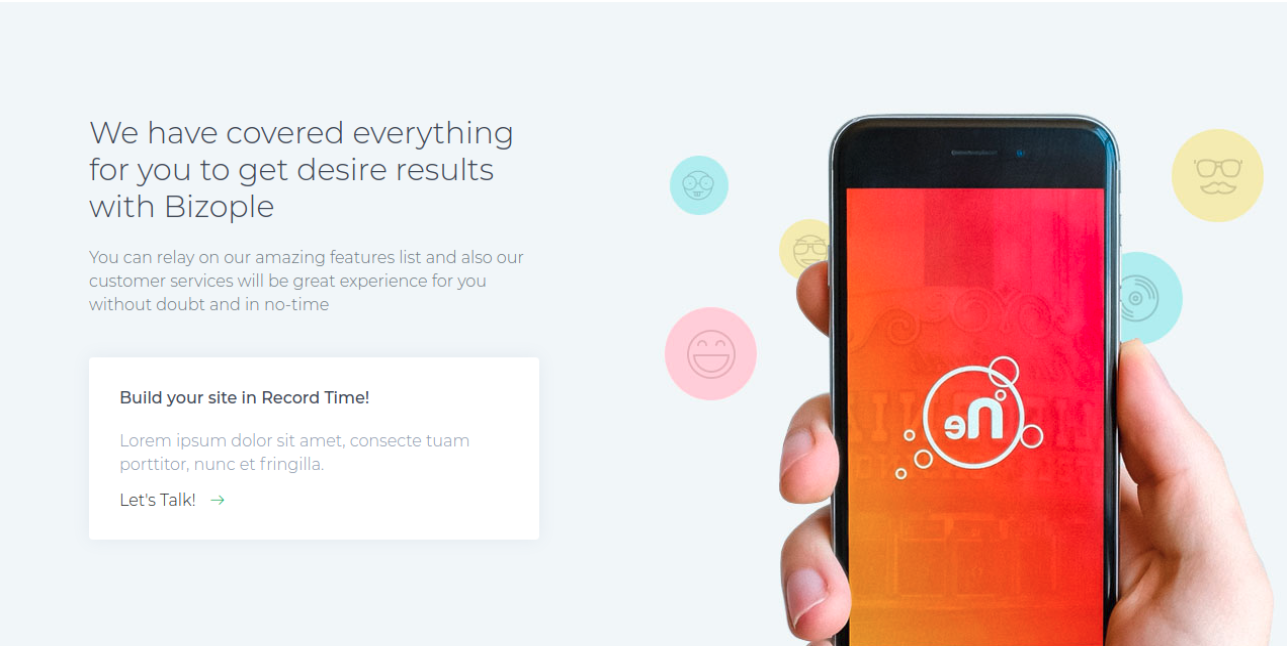 We have covered everything
for you to get desire results
with Bizople
You can relay on our amazing features list and also our
customer services will be great experience for you
without doubt and in no-time
Build your site in Record Time!
Lorem ipsum dolor sit amet, consecte tuam
porttitor, nunc et fringilla.
Let's Talk!